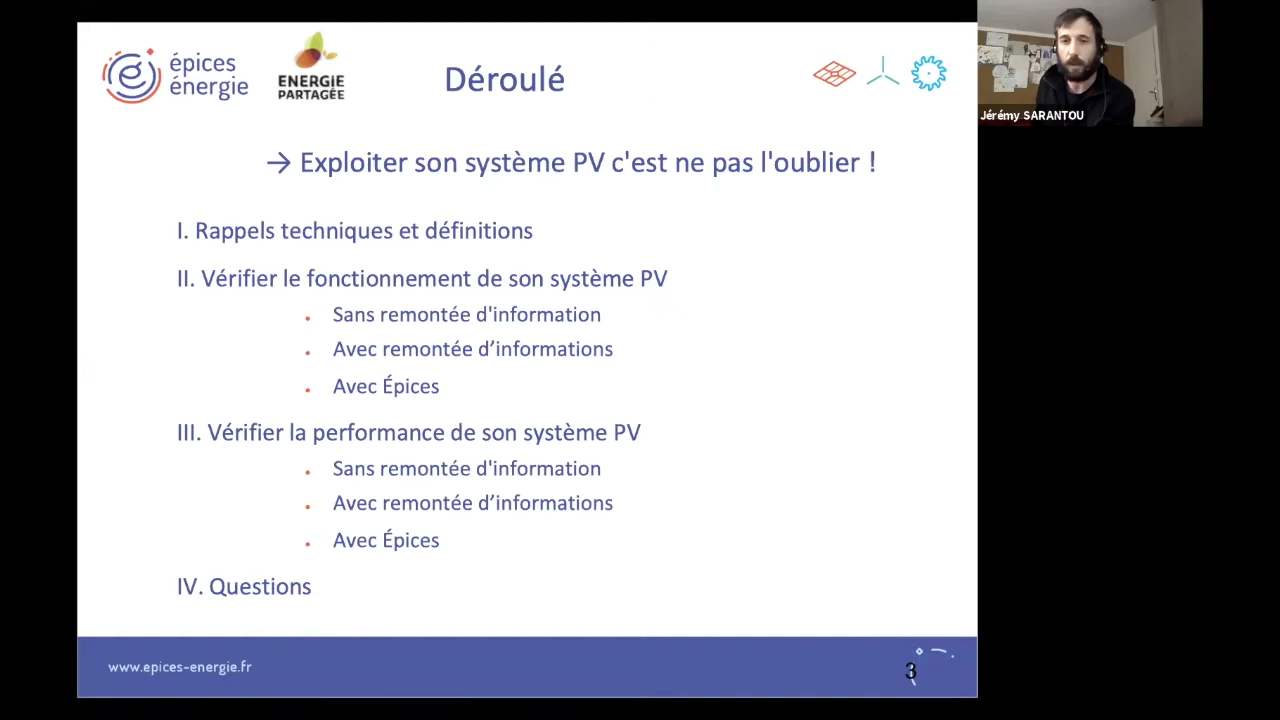 épices
énergie
ENERGIE
PARTAGÉE
Déroulé
Jérémy SARANTOU
→ Exploiter son système PV c'est ne pas l'oublier !
I. Rappels techniques et définitions
II. Vérifier le fonctionnement de son système PV
• Sans remontée d'information
• Avec remontée d’informations
• Avec Épices
III. Vérifier la performance de son système PV
• Sans remontée d'information
• Avec remontée d’informations
• Avec Épices
IV. Questions
www.epices-energie.fr
3